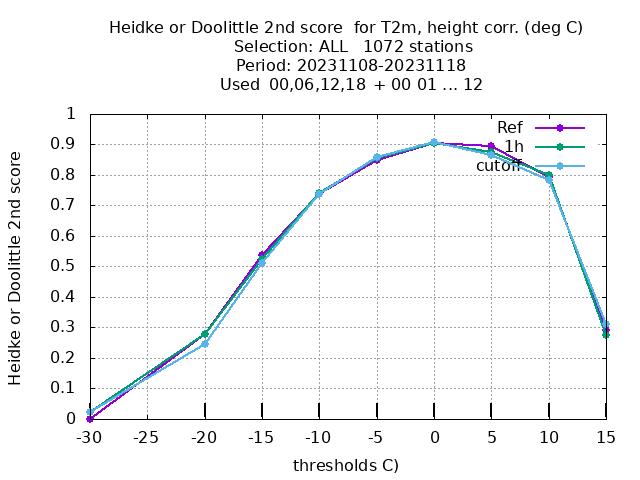 Heidke or Doolittle 2nd score  for T2m, height corr. (deg C)
Selection: ALL   1072 stations
Period: 20231108-20231118
Used  00,06,12,18  + 00 01 ... 12
Heidke or Doolittle 2nd score
1
0.9
0.8
0.7
0.6
0.5
0.4
0.3
0.2
0.1
0
Ref
1h
cutoff
-30 -25 -20 -15 -10 -5 0 5 10 15
thresholds C)